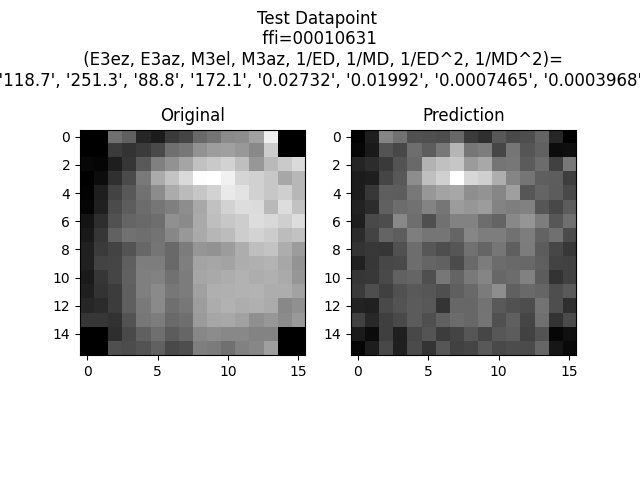 Test Datapoint
ffi=00010631
(E3ez, E3az, M3el, M3az, 1/ED, 1/MD, 1/ED^2, 1/MD^2)=
'118.7', '251.3', '88.8', '172.1', '0.02732', '0.01992', '0.0007465', '0.0003968'
Original Prediction
0 0
2 2
4 4
6 6
8 8
10 10
12 12
14 14
0 5 10 15 0 5 10 15